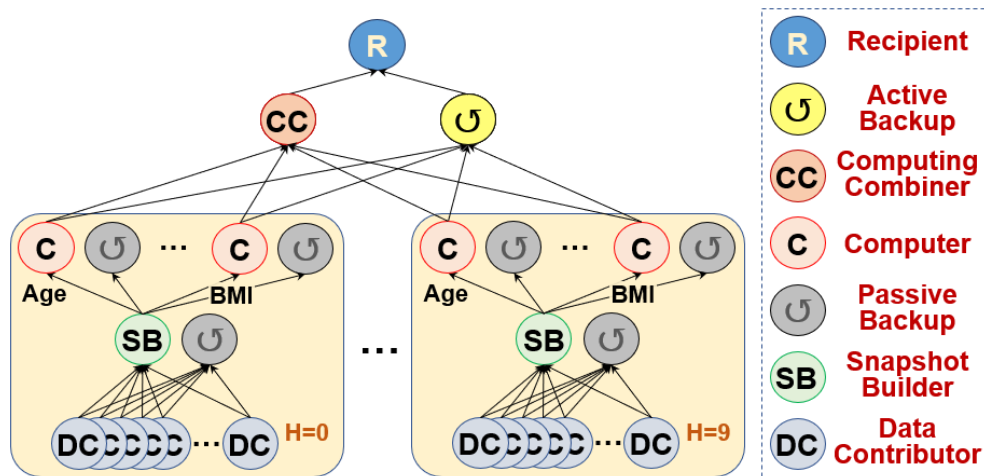 R
Recipient
CC
↺
↺
Active
Backup
CC
Computing
Combiner
C
↺
...
C
↺
C
↺
...
C
↺
C
Computer
Age
BMI
Age
BMI
↺
Passive
Backup
SB
↺
...
SB
↺
SB
Snapshot
Builder
DC
C
C
C
C
...
DC
H=0
DC
C
C
C
C
...
DC
H=9
DC
Data
Contributor
R